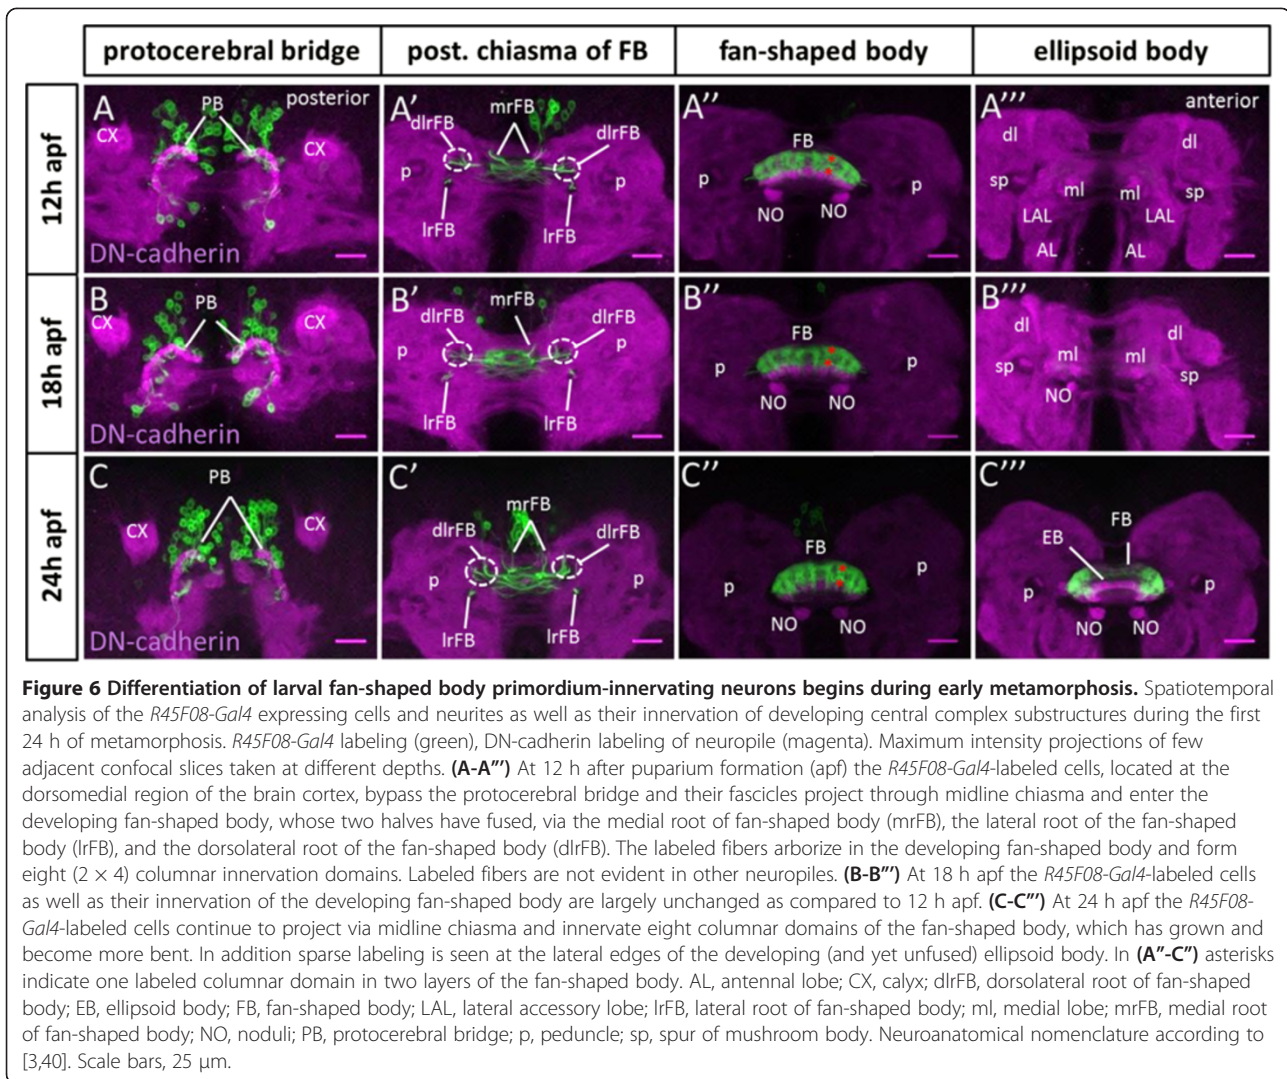 protocerebral bridge
post. chiasma of FB
fan-shaped body
ellipsoid body
12h apf
A
PB
posterior
CX
CX
DN-cadherin
A'
mrFB
dlrFB
dlrFB
p
p
lrFB
lrFB
A''
FB
p
p
NO
NO
A'''
anterior
dl
dl
sp
ml
ml
sp
LAL
LAL
AL
AL
18h apf
B
PB
CX
CX
DN-cadherin
B'
mrFB
dlrFB
dlrFB
p
p
lrFB
lrFB
B''
FB
p
p
NO
NO
B'''
dl
dl
ml
ml
sp
sp
NO
24h apf
C
PB
CX
CX
DN-cadherin
C'
mrFB
dlrFB
dlrFB
p
p
lrFB
lrFB
C''
FB
p
p
NO
NO
C'''
FB
EB
p
p
NO
NO
Figure 6 Differentiation of larval fan-shaped body primordium-innervating neurons begins during early metamorphosis. Spatiotemporal
analysis of the R45F08-Gal4 expressing cells and neurites as well as their innervation of developing central complex substructures during the first
24 h of metamorphosis. R45F08-Gal4 labeling (green), DN-cadherin labeling of neuropile (magenta). Maximum intensity projections of few
adjacent confocal slices taken at different depths. (A-A''') At 12 h after puparium formation (apf) the R45F08-Gal4-labeled cells, located at the
dorsomedial region of the brain cortex, bypass the protocerebral bridge and their fascicles project through midline chiasma and enter the
developing fan-shaped body, whose two halves have fused, via the medial root of fan-shaped body (mrFB), the lateral root of the fan-shaped
body (lrFB), and the dorsolateral root of the fan-shaped body (dlrFB). The labeled fibers arborize in the developing fan-shaped body and form
eight (2 × 4) columnar innervation domains. Labeled fibers are not evident in other neuropiles. (B-B''') At 18 h apf the R45F08-Gal4-labeled cells
as well as their innervation of the developing fan-shaped body are largely unchanged as compared to 12 h apf. (C-C''') At 24 h apf the R45F08-
Gal4-labeled cells continue to project via midline chiasma and innervate eight columnar domains of the fan-shaped body, which has grown and
become more bent. In addition sparse labeling is seen at the lateral edges of the developing (and yet unfused) ellipsoid body. In (A''-C'') asterisks
indicate one labeled columnar domain in two layers of the fan-shaped body. AL, antennal lobe; CX, calyx; dlrFB, dorsolateral root of fan-shaped
body; EB, ellipsoid body; FB, fan-shaped body; LAL, lateral accessory lobe; lrFB, lateral root of fan-shaped body; ml, medial lobe; mrFB, medial root
of fan-shaped body; NO, noduli; PB, protocerebral bridge; p, peduncle; sp, spur of mushroom body. Neuroanatomical nomenclature according to
[3,40]. Scale bars, 25 μm.